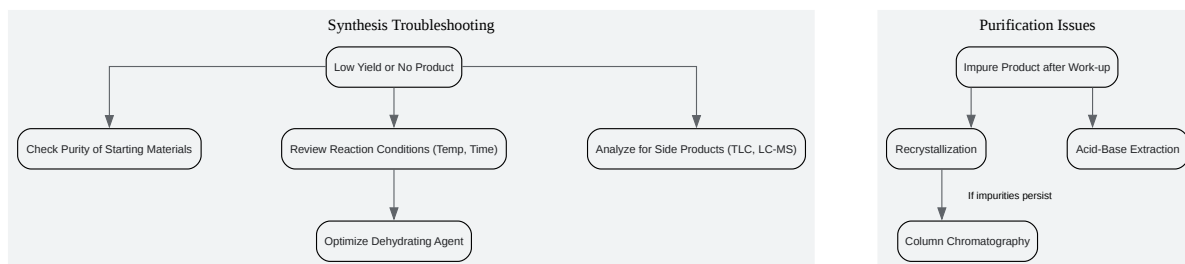 Synthesis Troubleshooting
Low Yield or No Product
Check Purity of Starting Materials
Review Reaction Conditions (Temp, Time)
Analyze for Side Products (TLC, LC-MS)
Optimize Dehydrating Agent
Purification Issues
Impure Product after Work-up
Recrystallization
Acid-Base Extraction
If impurities persist
Column Chromatography